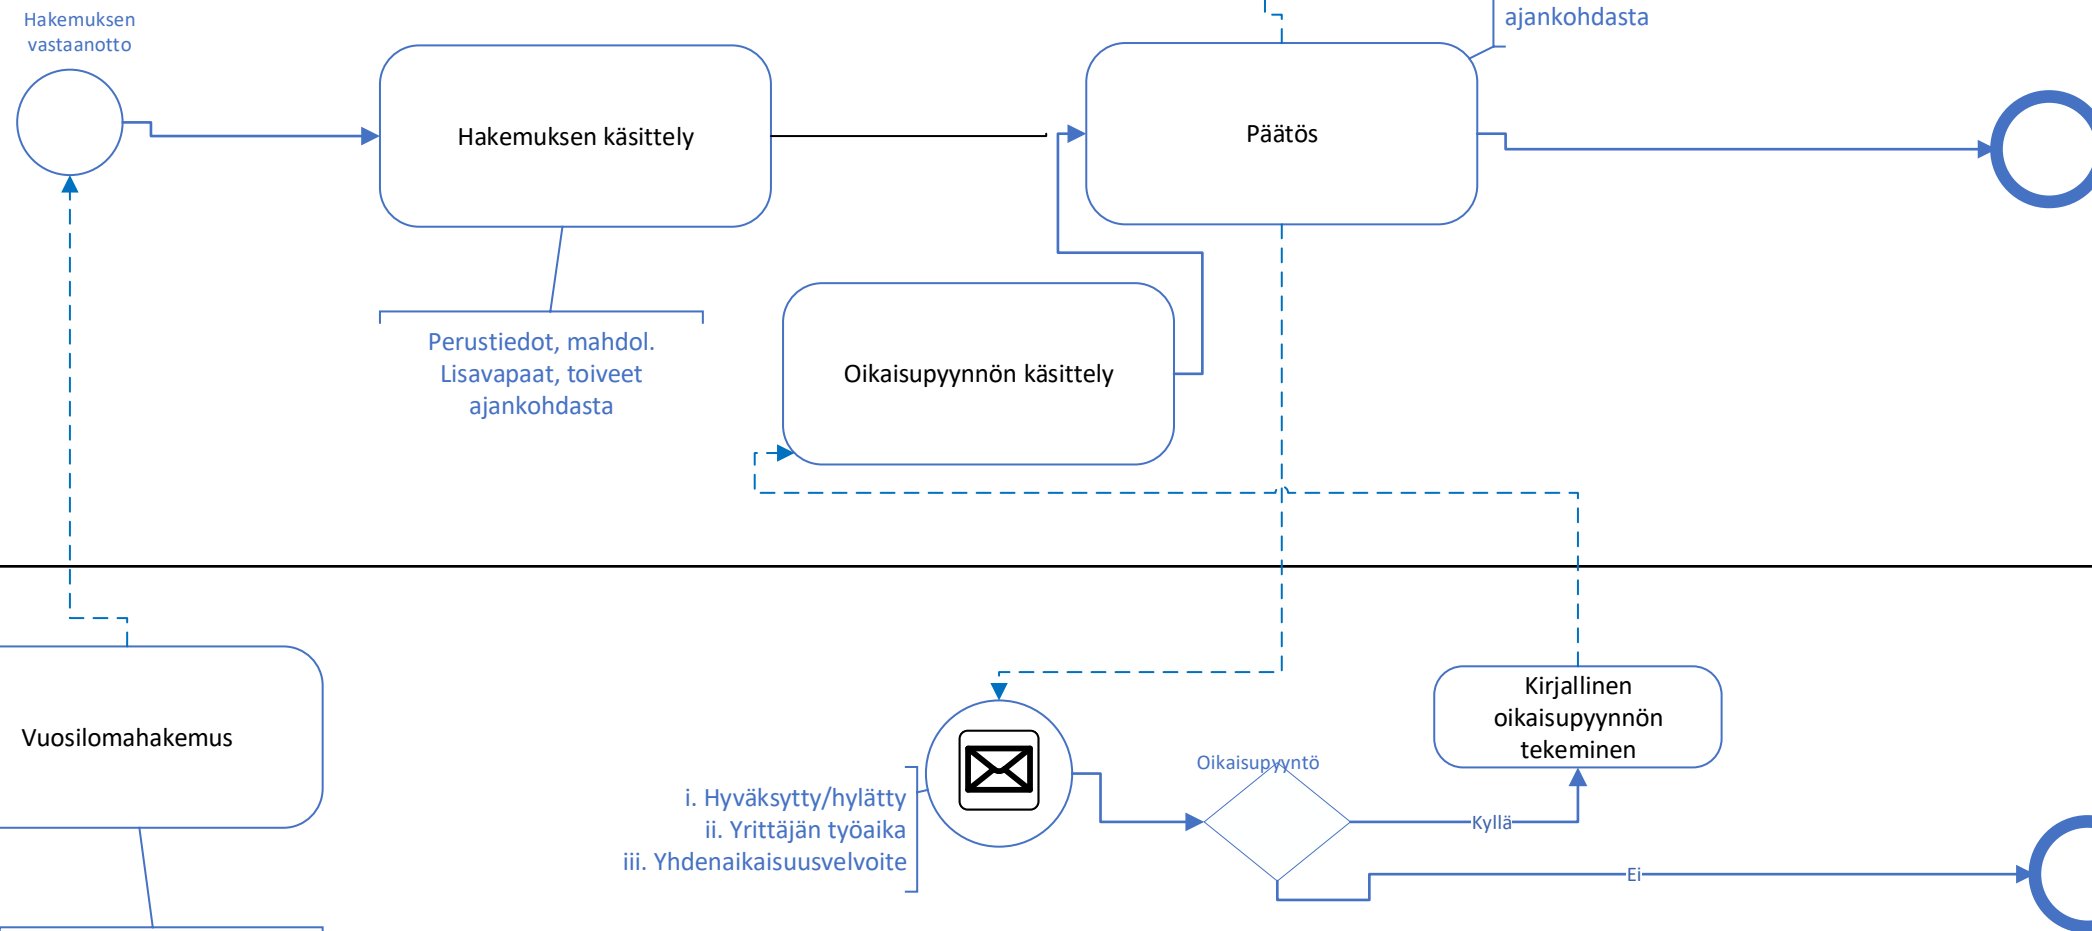 Hakemuksen
vastaanotto
ajankohdasta
Hakemuksen käsittely
Päätös
Perustiedot, mahdol.
Lisavapaat, toiveet
ajankohdasta
Oikaisupyynnön käsittely
Kirjallinen
oikaisupyynnön
tekeminen
Vuosilomahakemus
Oikaisupyyntö
i. Hyväksytty/hylätty
ii. Yrittäjän työaika
iii. Yhdenaikaisuusvelvoite
Kyllä
Ei